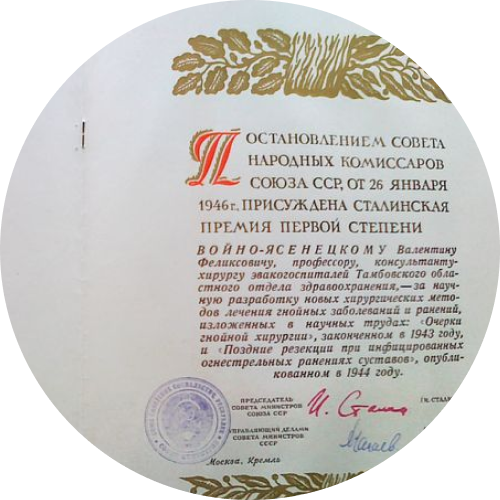 ПОСТАНОВЛЕНИЕМ СОВЕТА
НАРОДНЫХ КОМИССАРОВ
СОЮЗА ССР, ОТ 26 ЯНВАРЯ
1946 г. ПРИСУЖДЕНА СТАЛИНСКАЯ
ПРЕМИЯ ПЕРВОЙ СТЕПЕНИ
ВОЙНО-ЯСЕНЕЦКОМУ Валентину
Феликсовичу, профессору, консультанту-
хирургу эвакогоспиталей Тамбовского обла-
стного отдела здравоохранения,—за науч-
ную разработку новых хирургических мето-
дов лечения гнойных заболеваний и ранений,
изложенных в научных трудах: «Очерки
гнойной хирургии», законченном в 1943 году,
и «Поздние резекции при инфицированных
огнестрельных ранениях суставов», опубли-
кованном в 1944 году.
ПРЕДСЕДАТЕЛЬ
СОВЕТА МИНИСТРОВ
СОЮЗА ССР
И. Сталин
УПРАВЛЯЮЩИЙ ДЕЛАМИ
СОВЕТА МИНИСТРОВ
СССР
Москва, Кремль